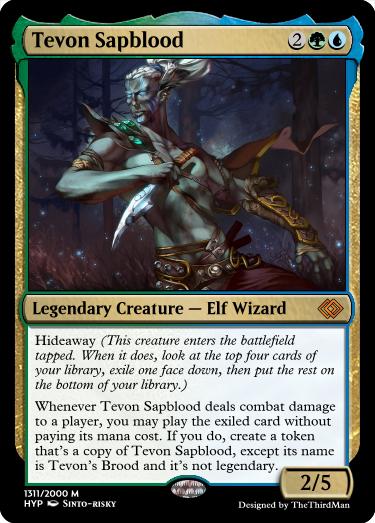 Tevon Sapblood 2
Legendary Creature — Elf Wizard
Hideaway (This creature enters the battlefield
tapped. When it does, look at the top four cards of
your library, exile one face down, then put the rest on
the bottom of your library.)
Whenever Tevon Sapblood deals combat damage
to a player, you may play the exiled card without
paying its mana cost. If you do, create a token
that's a copy of Tevon Sapblood, except its name
is Tevon's Brood and it's not legendary.
2/5
1311/2000 M
HYP Sinto-risky
Designed by TheThirdMan